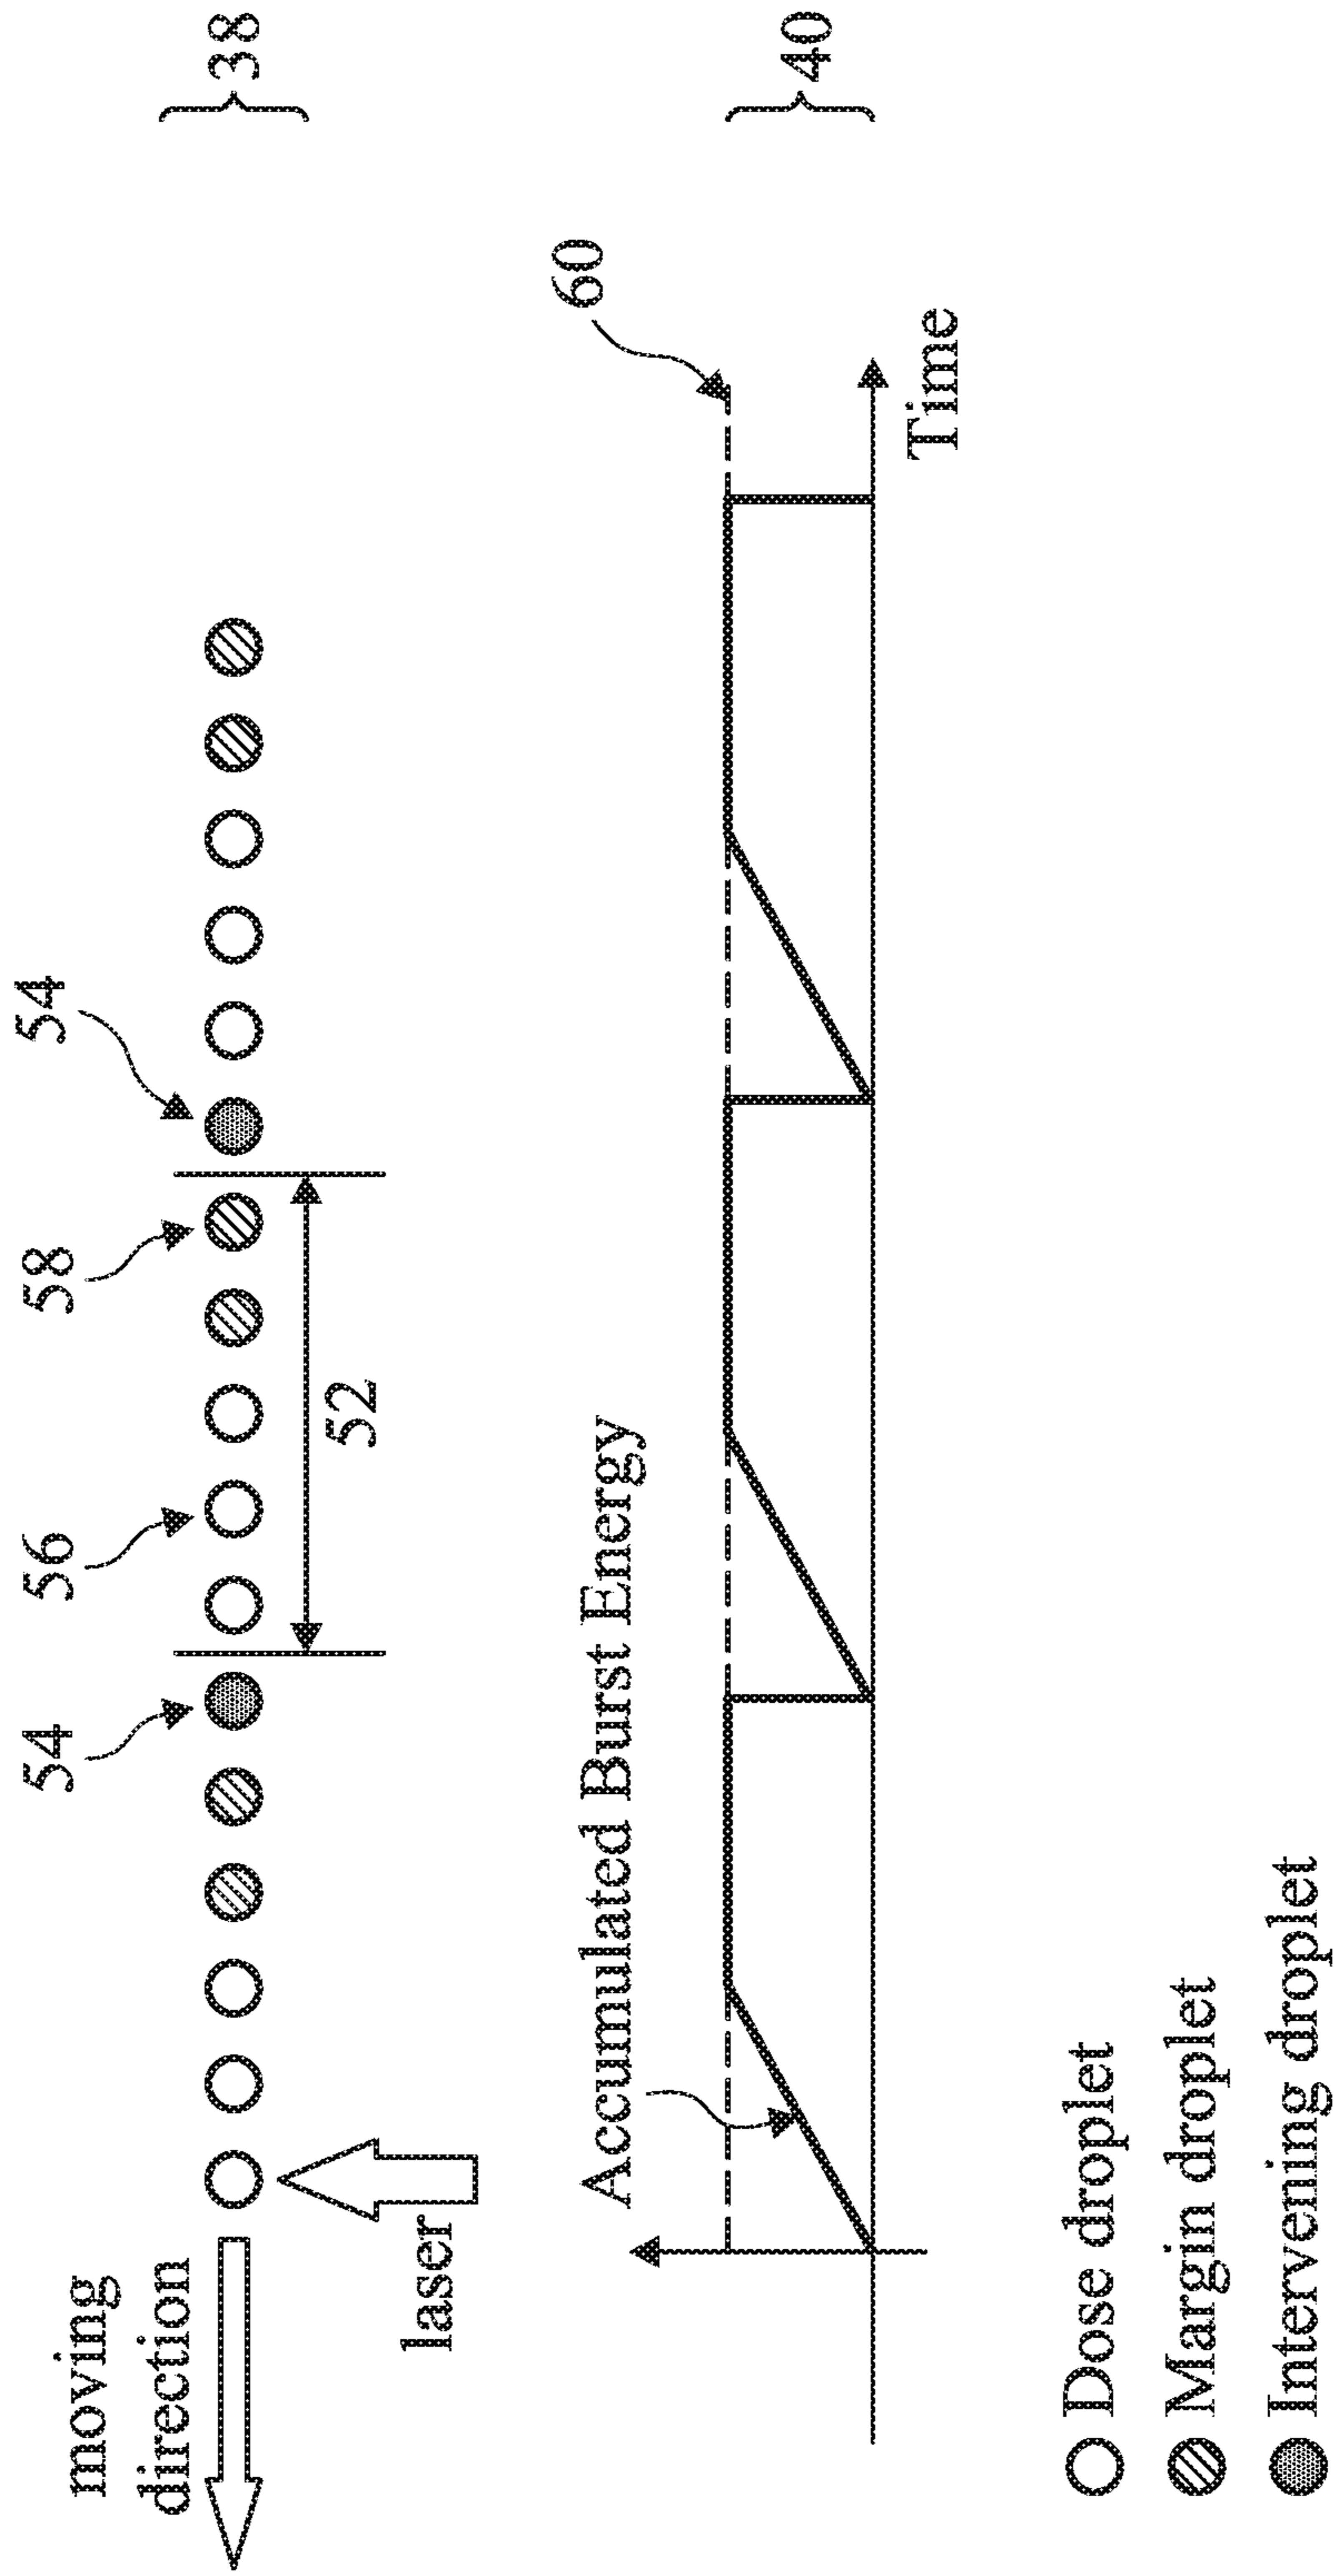 54
56
58
54
moving
direction
38
52
laser
60
Accumulated Burst Energy
40
Time
Dose droplet
Margin droplet
Intervening droplet